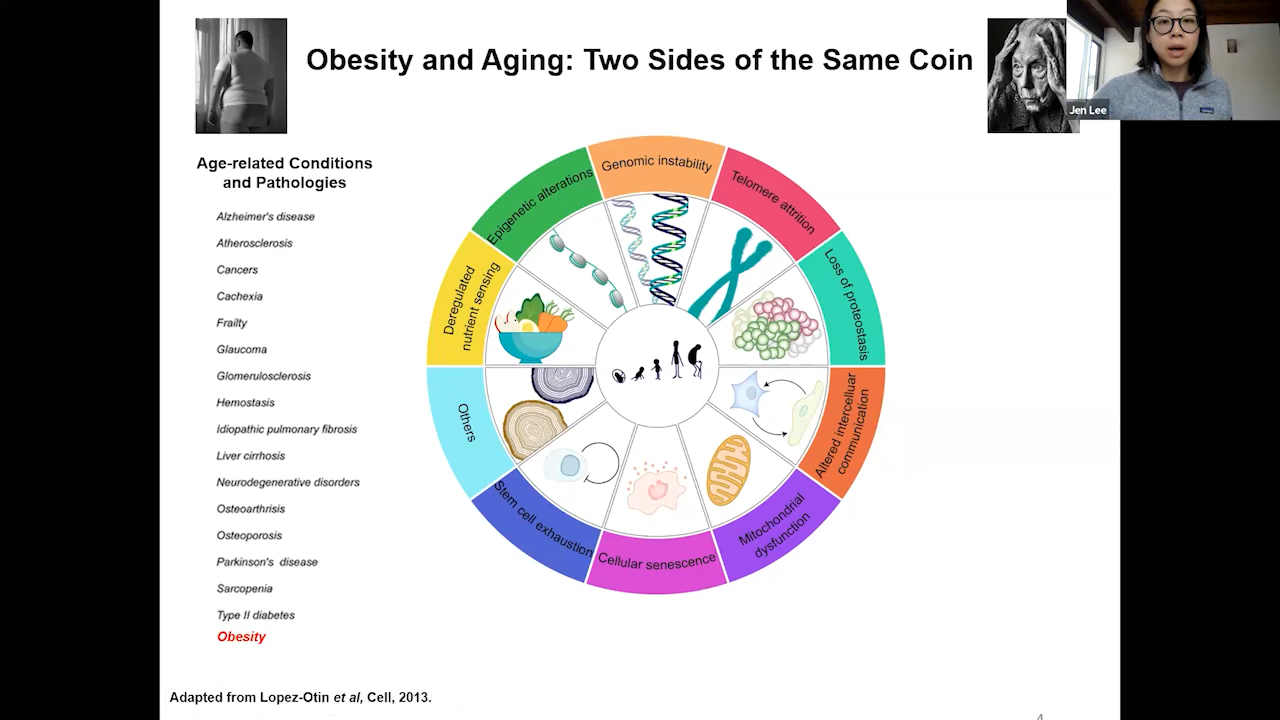 Obesity and Aging: Two Sides of the Same Coin
Jen Lee
Age-related Conditions
and Pathologies
Alzheimer's disease
Atherosclerosis
Cancers
Cachexia
Frailty
Glaucoma
Glomerulosclerosis
Hemostasis
Idiopathic pulmonary fibrosis
Liver cirrhosis
Neurodegenerative disorders
Osteoarthrisis
Osteoporosis
Parkinson's disease
Sarcopenia
Type II diabetes
Obesity
Genomic instability
Telomere attrition
Loss of proteostasis
Altered intercelluar
communication
Mitochondrial
dysfunction
Cellular senescence
Stem cell exhaustion
Others
Deregulated
nutrient sensing
Epigenetic alterations
Adapted from Lopez-Otin et al, Cell, 2013.